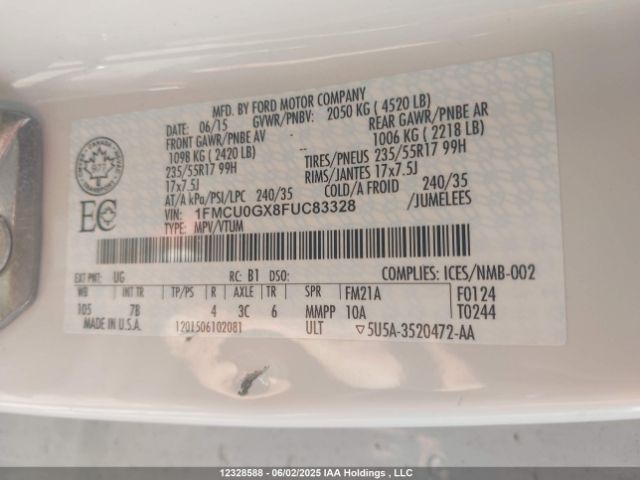 MFD. BY FORD MOTOR COMPANY
DATE: 06/15 GVWR/PNBV: 2050 KG ( 4520 LB)
FRONT GAWR/PNBE AV REAR GAWR/PNBE AR
1098 KG ( 2420 LB) 1006 KG ( 2218 LB)
235/55R17 99H TIRES/PNEUS 235/55R17 99H
17x7.5J RIMS/JANTES 17x7.5J
AT/A kPa/PSI/LPC 240/35 COLD/A FROID 240/35
VIN: 1FMCU0GX8FUC83328 /JUMELEES
TYPE: MPV/VTUM
EC
EXT PNT: UG RC: B1 DSO: COMPLIES: ICES/NMB-002
WB INT TR TP/PS R AXLE TR SPR FM21A F0124
105 7B 4 3C 6 MMPP 10A T0244
MADE IN U.S.A. 1201506102081 ULT ▽5U5A-3520472-AA
12328588 - 06/02/2025 IAA Holdings , LLC